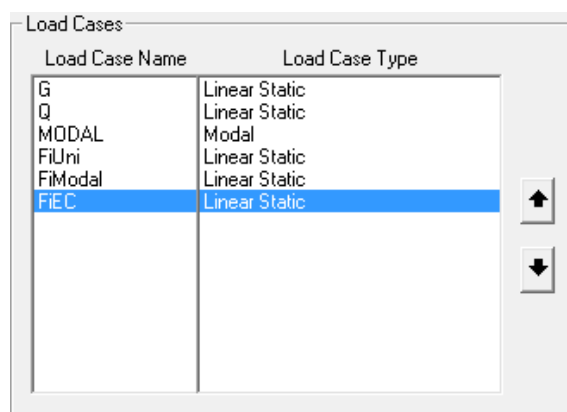 Load Cases
Load Case Name Load Case Type
G Linear Static
Q Linear Static
MODAL Modal
FiUni Linear Static
FiModal Linear Static
FiEC Linear Static